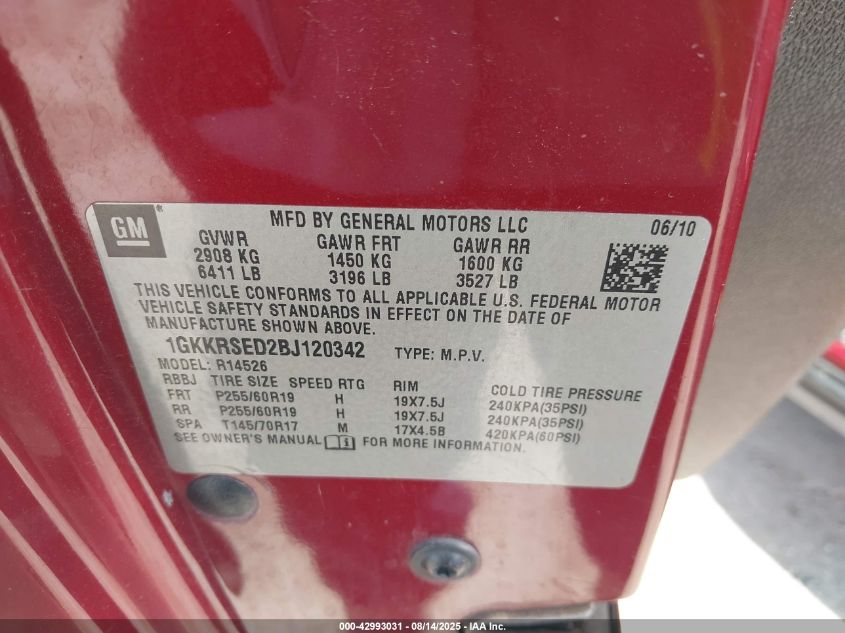 GM®
MFD BY GENERAL MOTORS LLC 06/10
GVWR GAWR FRT GAWR RR
2908 KG 1450 KG 1600 KG
6411 LB 3196 LB 3527 LB
THIS VEHICLE CONFORMS TO ALL APPLICABLE U.S. FEDERAL MOTOR
VEHICLE SAFETY STANDARDS IN EFFECT ON THE DATE OF
MANUFACTURE SHOWN ABOVE.
1GKKRSED2BJ120342 TYPE: M.P.V.
MODEL: R14526
RBBJ TIRE SIZE SPEED RTG RIM COLD TIRE PRESSURE
FRT P255/60R19 H 19X7.5J 240KPA(35PSI)
RR P255/60R19 H 19X7.5J 240KPA(35PSI)
SPA T145/70R17 M 17X4.5B 420KPA(60PSI)
SEE OWNER'S MANUAL i FOR MORE INFORMATION.
000-42993031 - 08/14/2025 - IAA Inc.